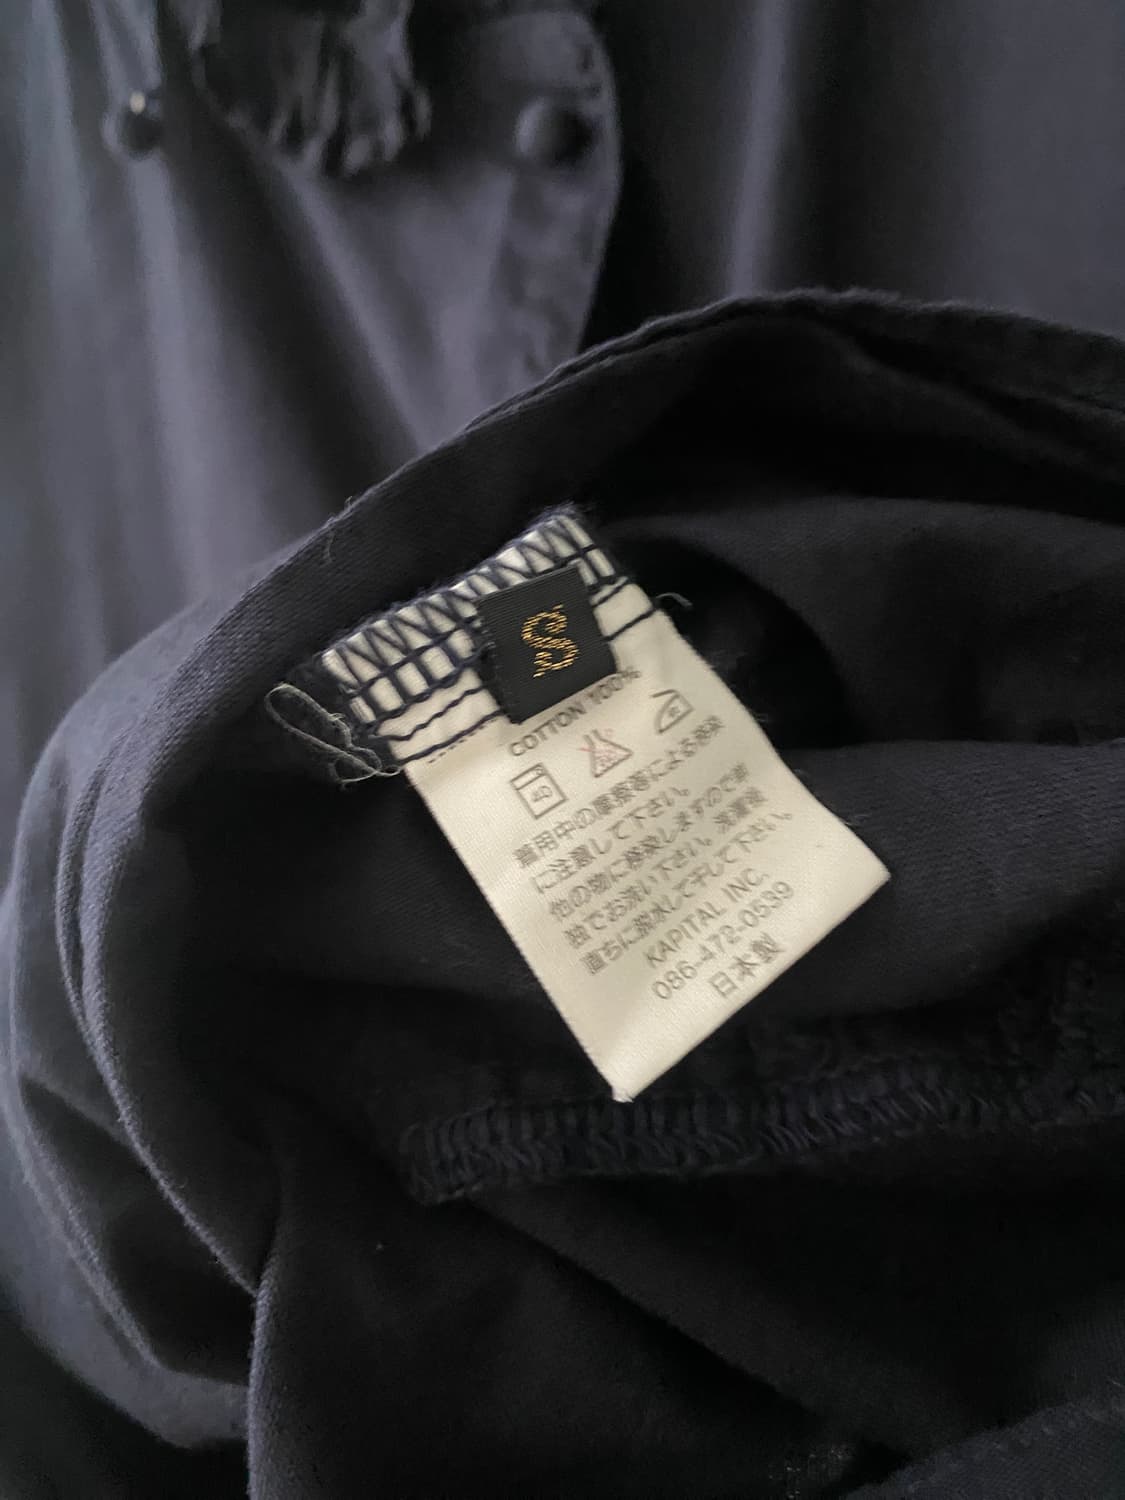 S
COTTON 100%
40
着用中の摩擦等による移染
に注意して下さい。
他の物に移染しますので単
独でお洗い下さい。洗濯後
直ちに脱水して干して下さい。
KAPITAL INC.
086-472-0539
日本製